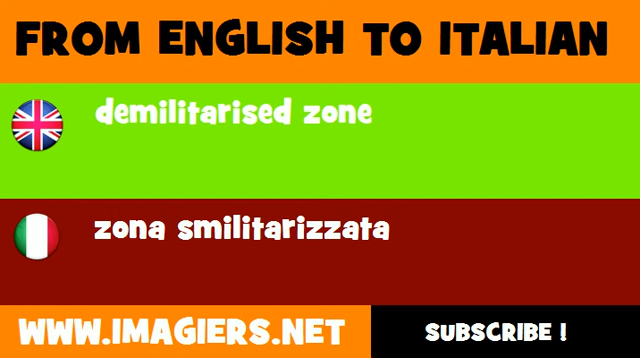 FROM ENGLISH TO ITALIAN
demilitarised zone
zona smilitarizzata
WWW.IMAGIERS.NET
SUBSCRIBE !